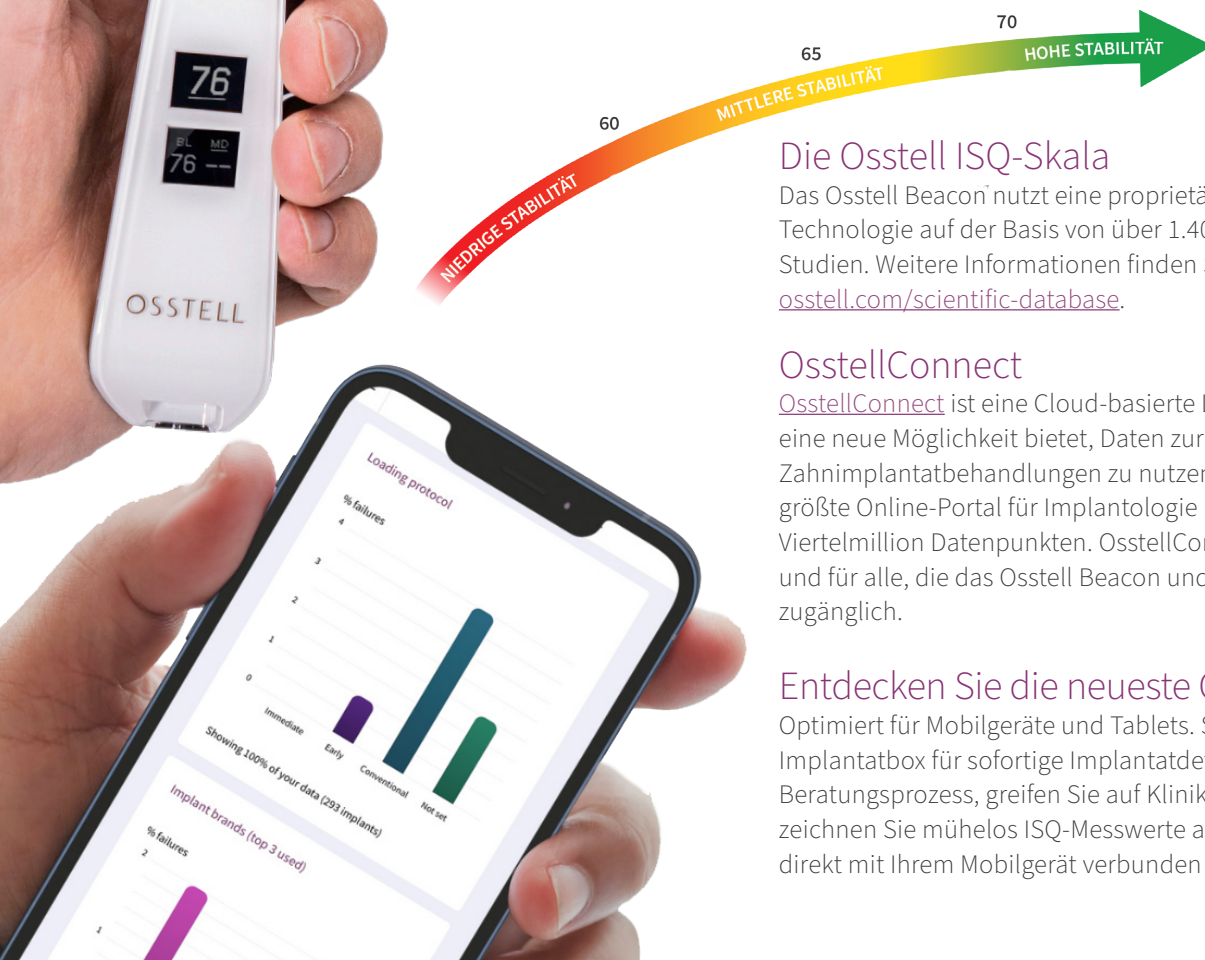 76
BL MD
76 --
OSSTELL
60
65
70
NIEDRIGE STABILITÄT
MITTLERE STABILITÄT
HOHE STABILITÄT
Die Osstell ISQ-Skala
Das Osstell Beacon nutzt eine proprietä
Technologie auf der Basis von über 1.40
Studien. Weitere Informationen finden
osstell.com/scientific-database.
OsstellConnect
OsstellConnect ist eine Cloud-basierte
eine neue Möglichkeit bietet, Daten zur
Zahnimplantatbehandlungen zu nutzen
größte Online-Portal für Implantologie
Viertelmillion Datenpunkten. OsstellCon
und für alle, die das Osstell Beacon und
zugänglich.
Entdecken Sie die neueste
Optimiert für Mobilgeräte und Tablets. S
Implantatbox für sofortige Implantatdet
Beratungsprozess, greifen Sie auf Klinik
zeichnen Sie mühelos ISQ-Messwerte a
direkt mit Ihrem Mobilgerät verbunden
Loading protocol
% failures
4
3
2
1
0
Immediate
Early
Conventional
Not set
Showing 100% of your data (293 implants)
Implant brands (top 3 used)
% failures
2
1